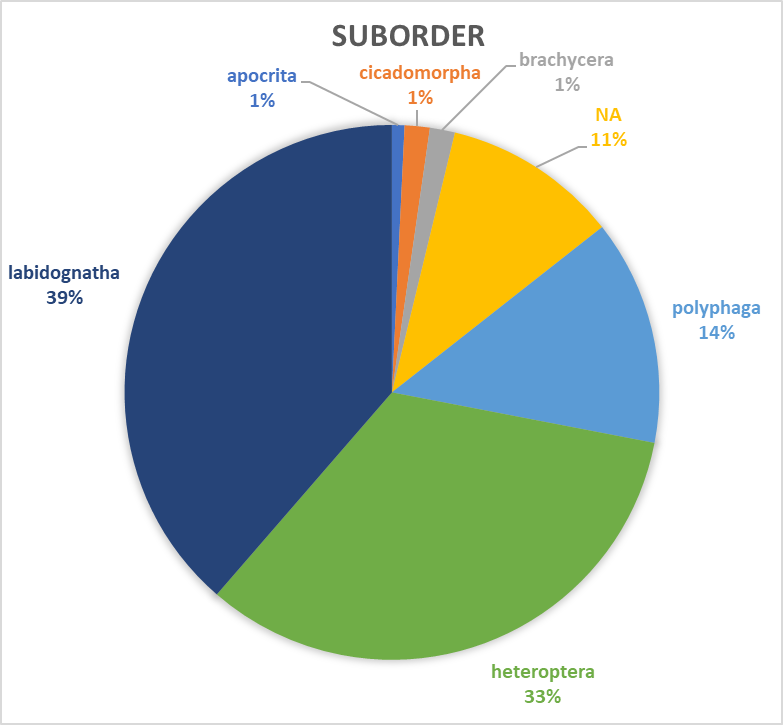 SUBORDER
apocrita
1%
cicadomorpha
1%
brachycera
1%
NA
11%
polyphaga
14%
labidognatha
39%
heteroptera
33%